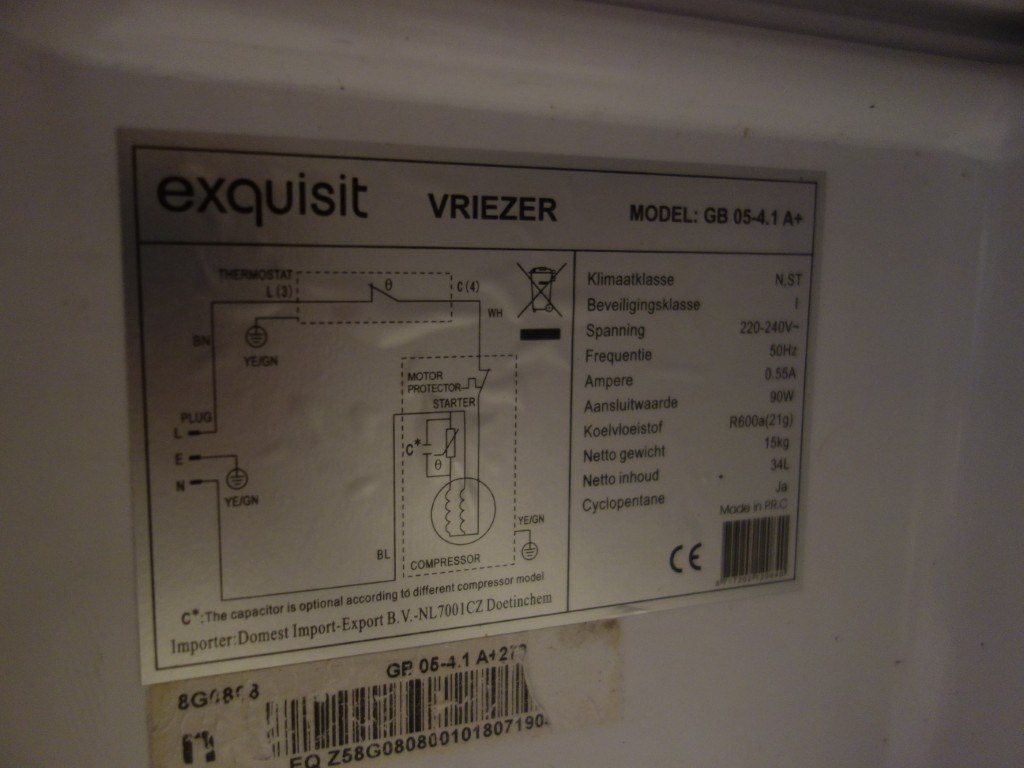 exquisit VRIEZER MODEL: GB 05-4.1 A+
THERMOSTAT
L (3) θ C (4)
WH
BN
YE/GN
MOTOR
PROTECTOR
STARTER
PLUG
L
C*
E
θ
N
YE/GN
YE/GN
BL
COMPRESSOR
C*:The capacitor is optional according to different compressor model
Importer:Domest Import-Export B.V.-NL7001CZ Doetinchem
Klimaatklasse N,ST
Beveiligingsklasse I
Spanning 220-240V~
Frequentie 50Hz
Ampere 0.55A
Aansluitwaarde 90W
Koelvloeistof R600a(21g)
Netto gewicht 15kg
Netto inhoud 34L
Cyclopentane Ja
Made in P.R.C
CE
GB 05-4.1 A+
EQ Z58G080800101807190